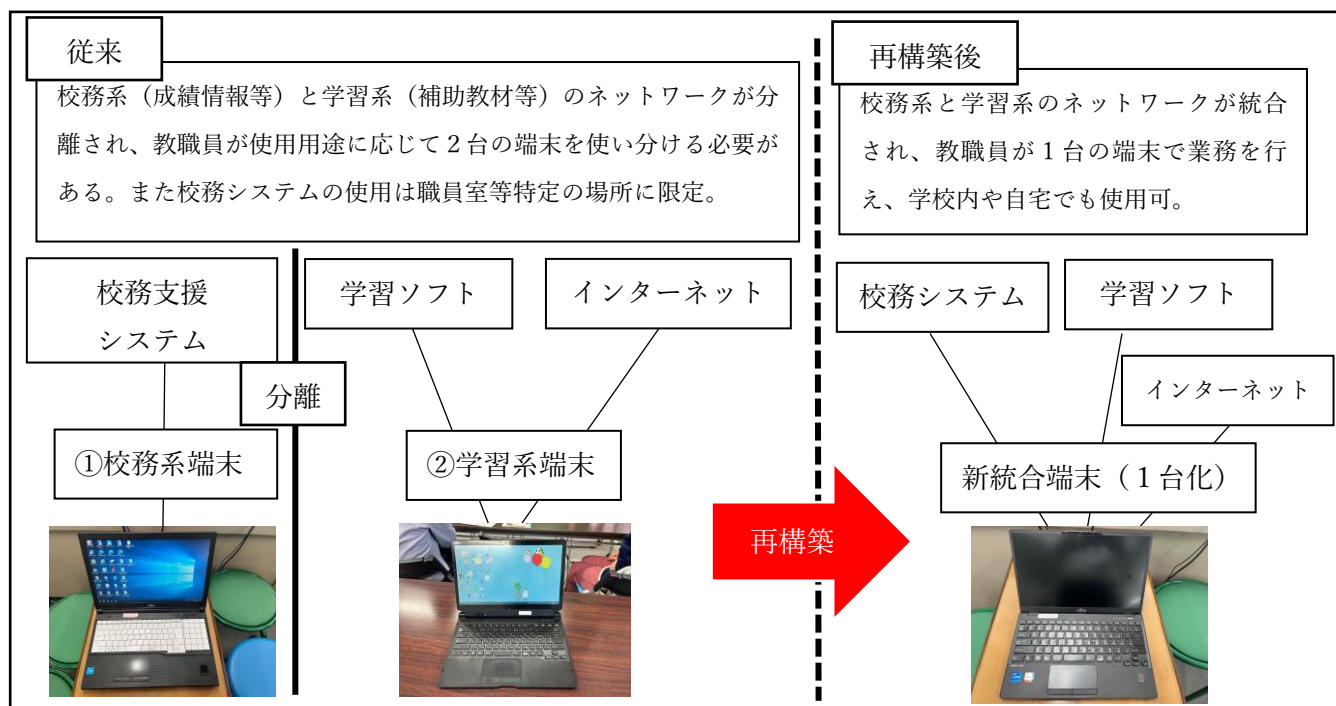 従来
校務系（成績情報等）と学習系（補助教材等）のネットワークが分
離され、教職員が使用用途に応じて２台の端末を使い分ける必要が
ある。また校務システムの使用は職員室等特定の場所に限定。
校務支援
システム
学習ソフト
インターネット
分離
①校務系端末
②学習系端末
再構築
再構築後
校務系と学習系のネットワークが統合
され、教職員が１台の端末で業務を行
え、学校内や自宅でも使用可。
校務システム
学習ソフト
インターネット
新統合端末（１台化）